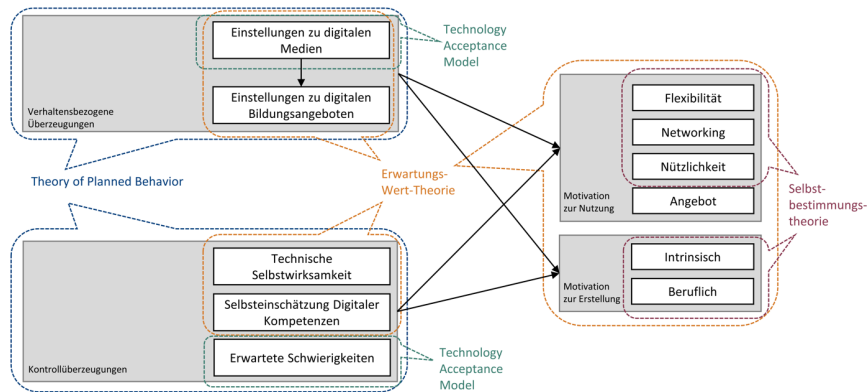 Einstellungen zu digitalen
Medien
Technology
Acceptance
Model
Einstellungen zu digitalen
Bildungsangeboten
Verhaltensbezogene
Überzeugungen
Theory of Planned Behavior
Erwartungs-
Wert-Theorie
Flexibilität
Networking
Nützlichkeit
Motivation
zur Nutzung
Angebot
Selbst-
bestimmungs-
theorie
Technische
Selbstwirksamkeit
Selbsteinschätzung Digitaler
Kompetenzen
Intrinsisch
Motivation
zur Erstellung
Beruflich
Erwartete Schwierigkeiten
Kontrollüberzeugungen
Technology
Acceptance
Model